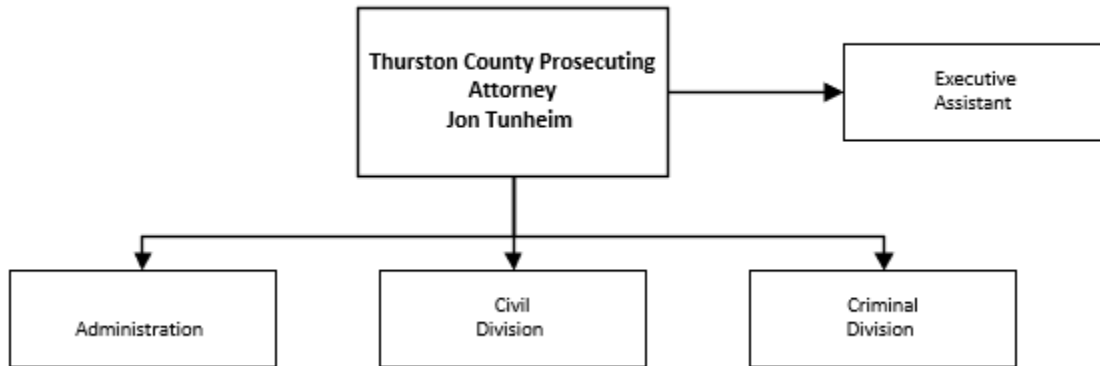 Thurston County Prosecuting
Attorney
Jon Tunheim
Executive
Assistant
Administration
Civil
Division
Criminal
Division